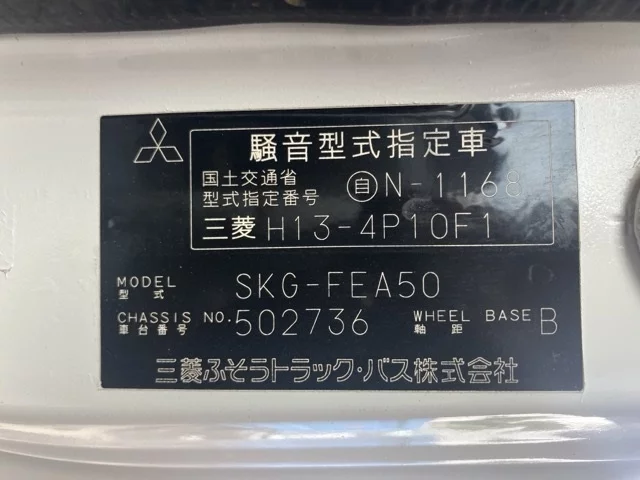 騒音型式指定車
国土交通省
型式指定番号 自N-1168
三菱 H13-4P10F1
MODEL SKG-FEA50
型式
CHASSIS NO. 502736 WHEEL BASE B
車台番号 軸距
三菱ふそうトラック・バス株式会社